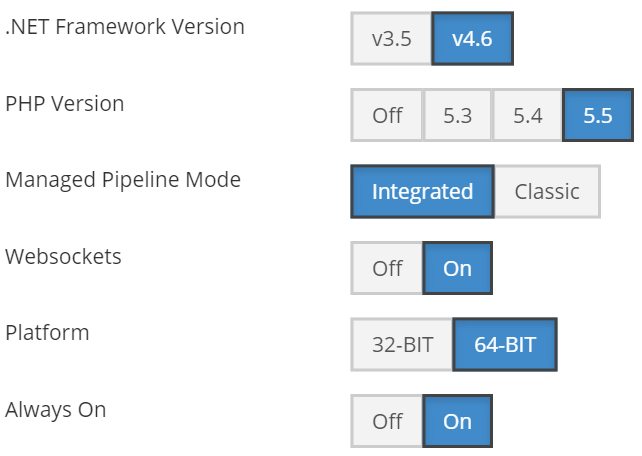 .NET Framework Version v3.5 v4.6
PHP Version Off 5.3 5.4 5.5
Managed Pipeline Mode Integrated Classic
Websockets Off On
Platform 32-BIT 64-BIT
Always On Off On